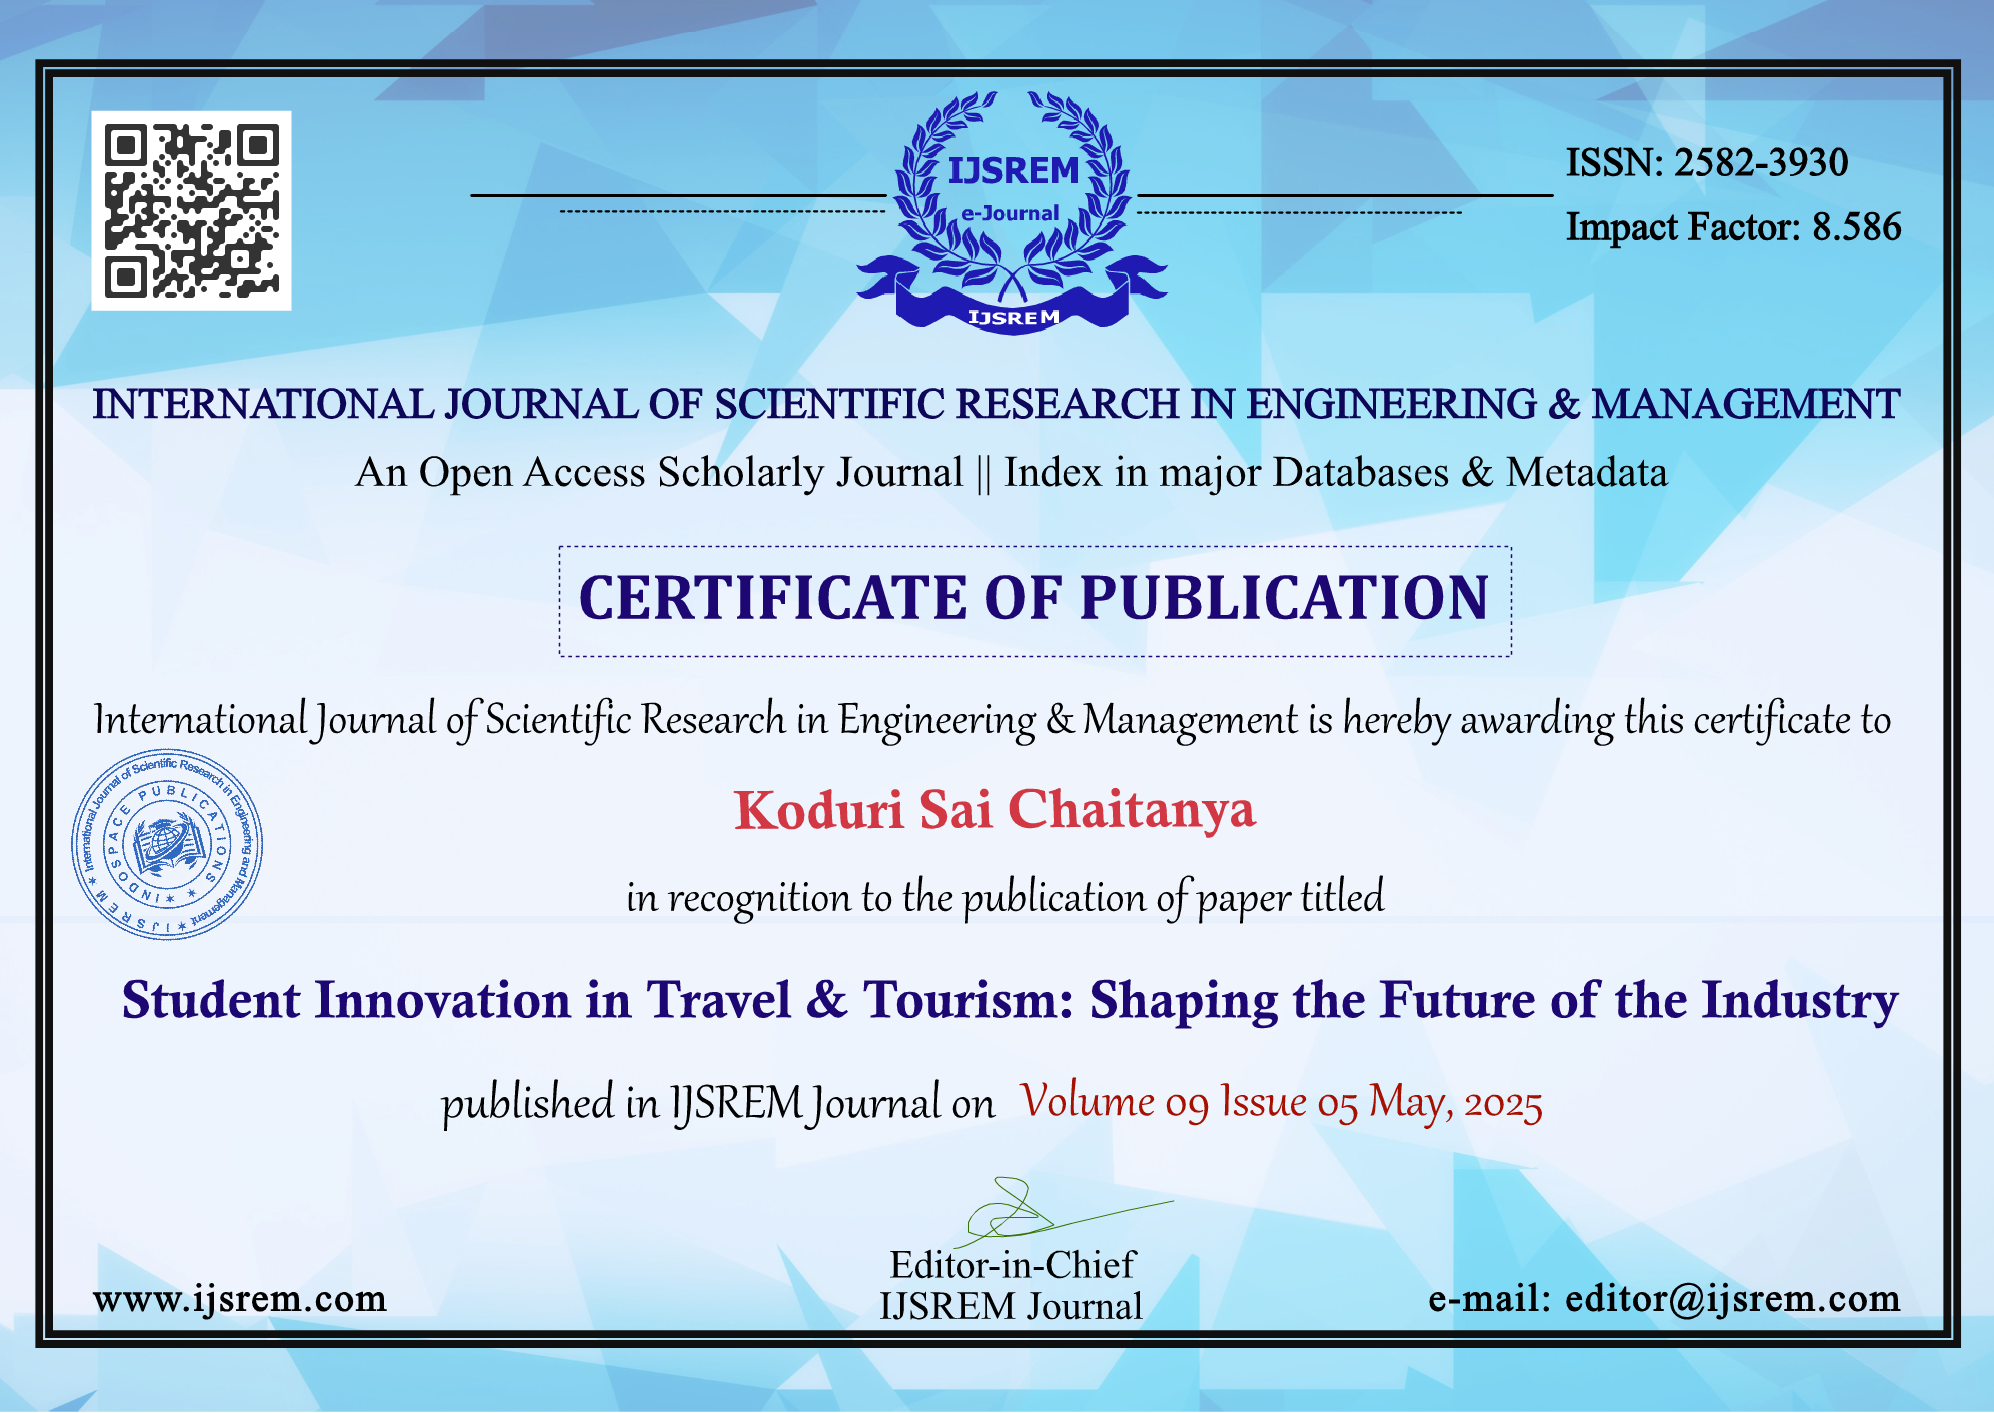 IJSREM
e-Journal
IJSREM
ISSN: 2582-3930
Impact Factor: 8.586
INTERNATIONAL JOURNAL OF SCIENTIFIC RESEARCH IN ENGINEERING & MANAGEMENT
An Open Access Scholarly Journal || Index in major Databases & Metadata
CERTIFICATE OF PUBLICATION
International Journal of Scientific Research in Engineering & Management is hereby awarding this certificate to
International Journal of Scientific Research in Engineering and Management ★ IJSREM ★
INDOSPACE PUBLICATIONS ★ ★
Koduri Sai Chaitanya
in recognition to the publication of paper titled
Student Innovation in Travel & Tourism: Shaping the Future of the Industry
published in IJSREM Journal on Volume 09 Issue 05 May, 2025
Editor-in-Chief
IJSREM Journal
www.ijsrem.com
e-mail: editor@ijsrem.com